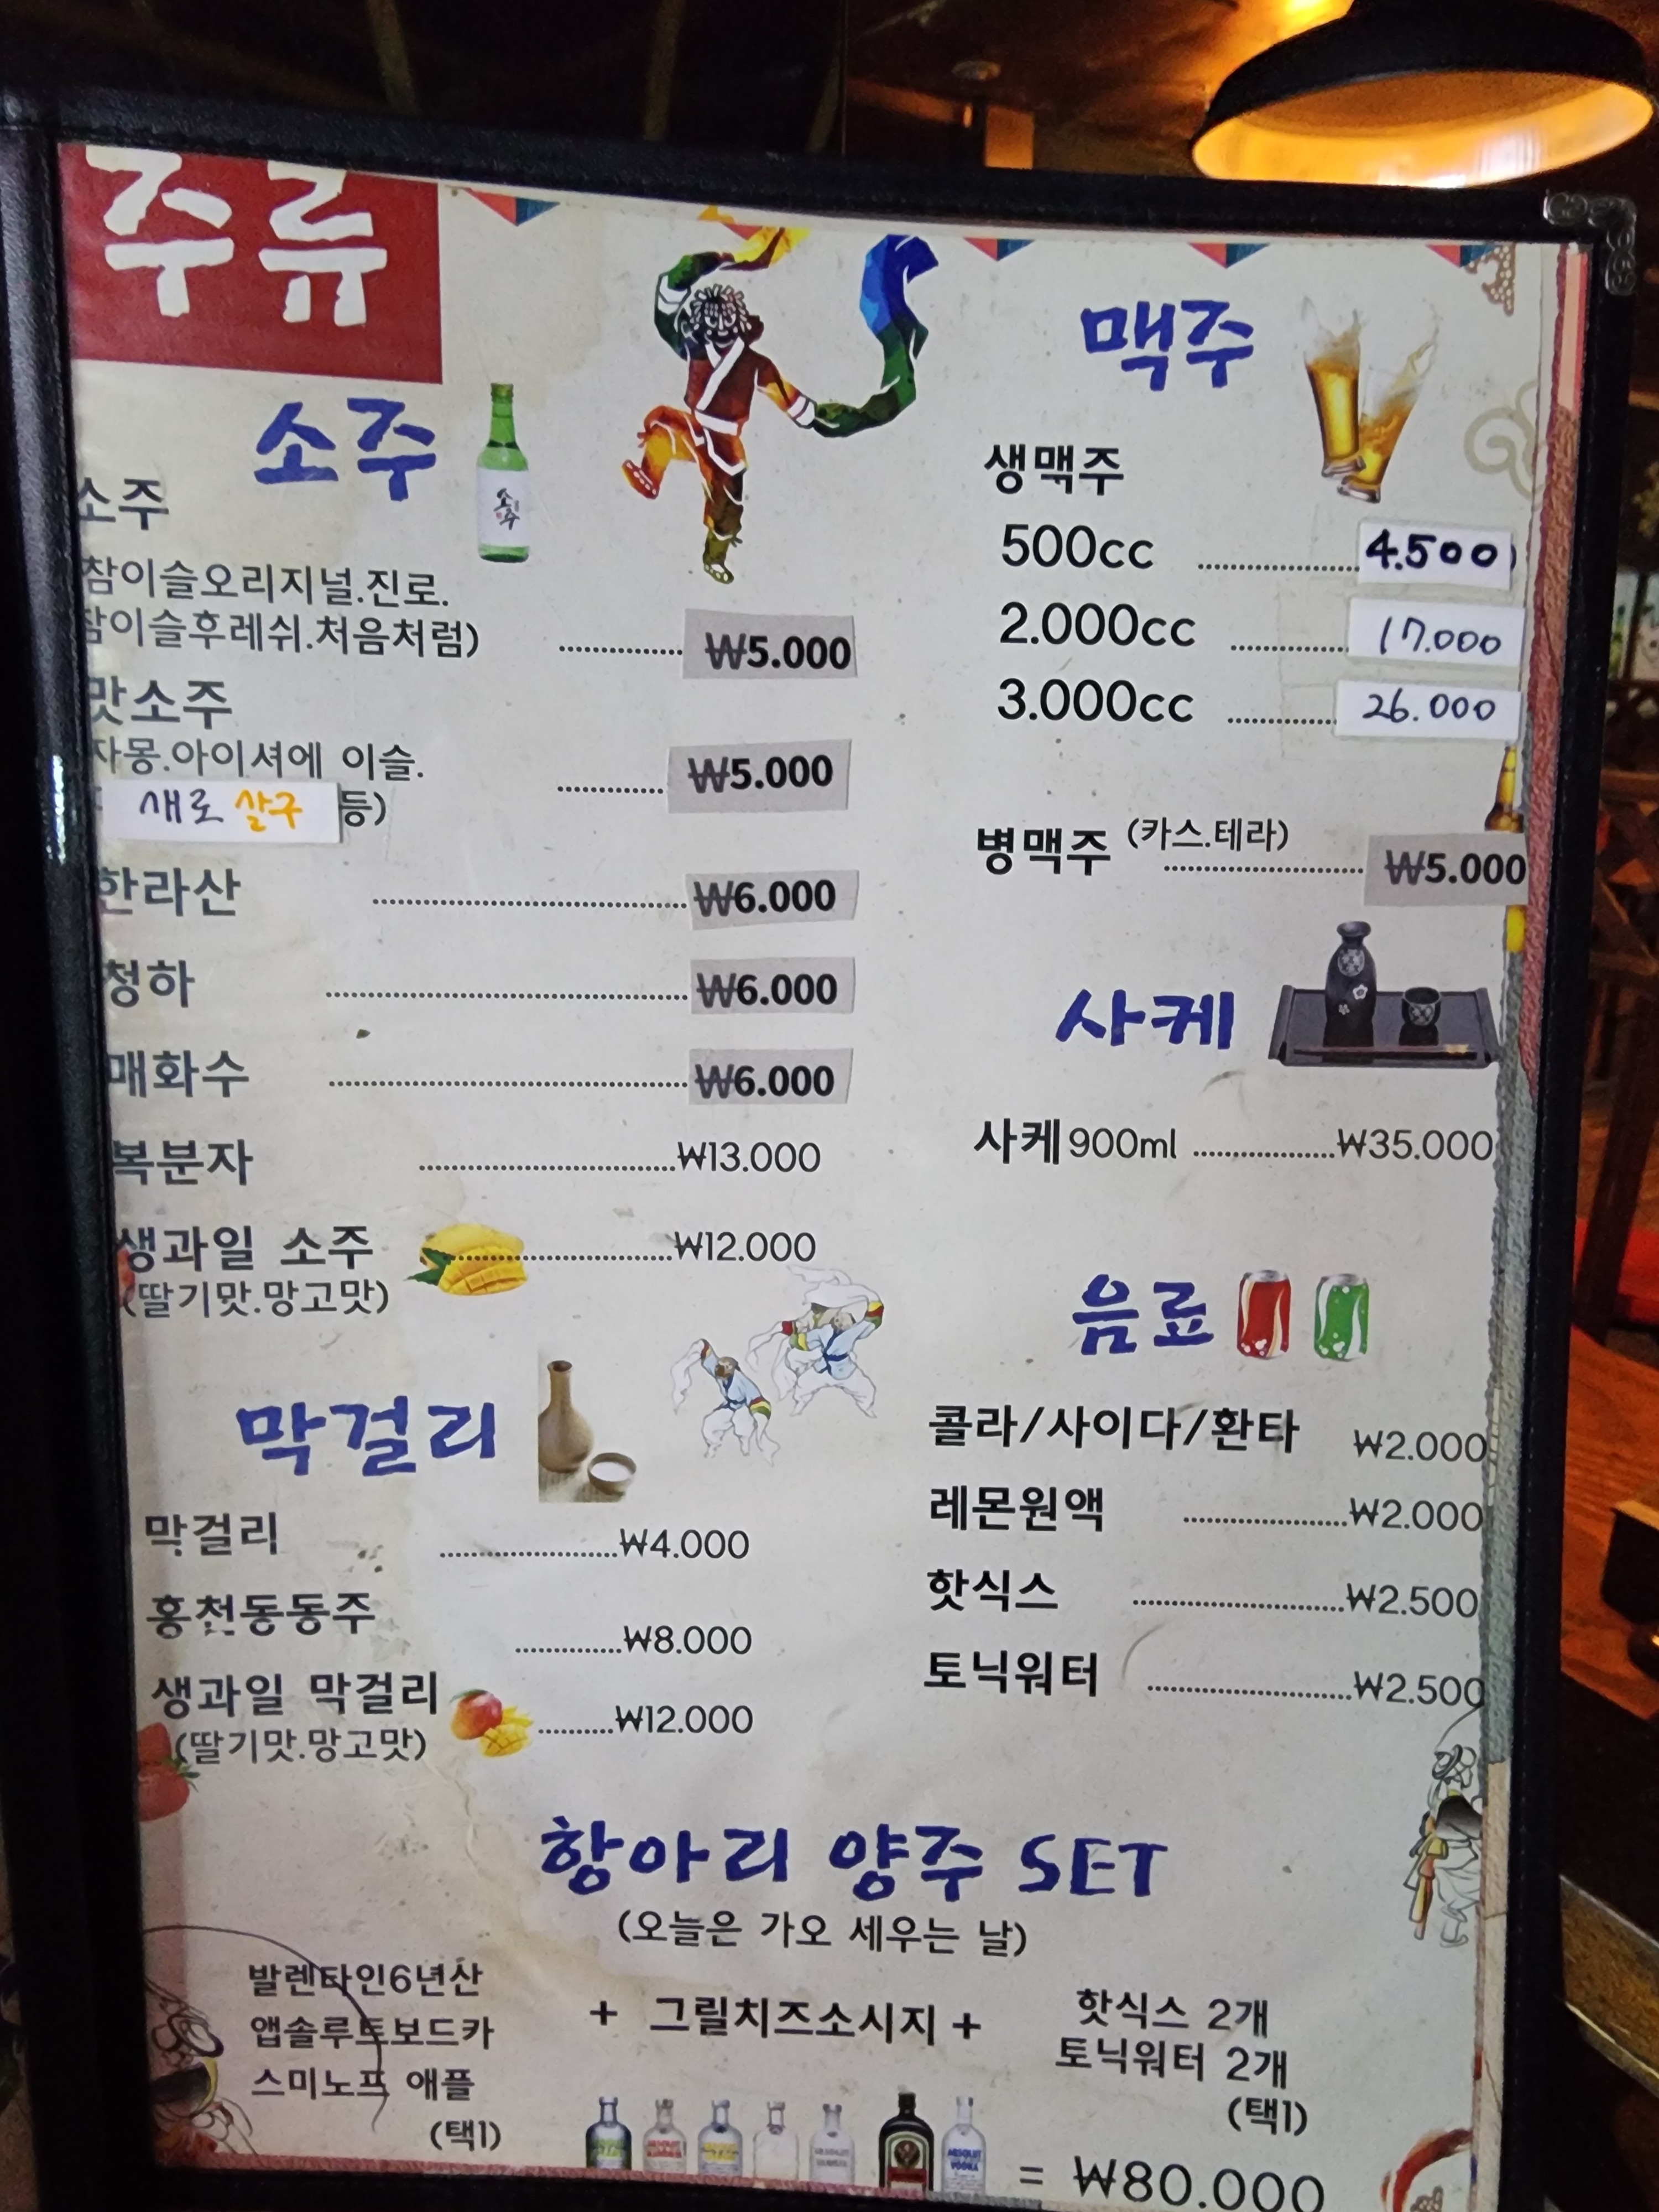 주류
소주
소주
참이슬오리지널.진로.
참이슬후레쉬.처음처럼) ₩5.000
맛소주
자몽.아이셔에 이슬. ₩5.000
새로 살구 등)
한라산 ₩6.000
청하 ₩6.000
매화수 ₩6.000
복분자 ₩13.000
생과일 소주 ₩12.000
(딸기맛.망고맛)
막걸리
막걸리 ₩4.000
홍천동동주 ₩8.000
생과일 막걸리 ₩12.000
(딸기맛.망고맛)
맥주
생맥주
500cc 4.500
2.000cc 17.000
3.000cc 26.000
병맥주 (카스.테라) ₩5.000
사케
사케900ml ₩35.000
음료
콜라/사이다/환타 ₩2.000
레몬원액 ₩2.000
핫식스 ₩2.500
토닉워터 ₩2.500
항아리 양주 SET
(오늘은 가오 세우는 날)
발렌타인6년산
앱솔루트보드카
스미노프 애플
(택1)
+ 그릴치즈소시지 +
핫식스 2개
토닉워터 2개
(택1)
= ₩80.000